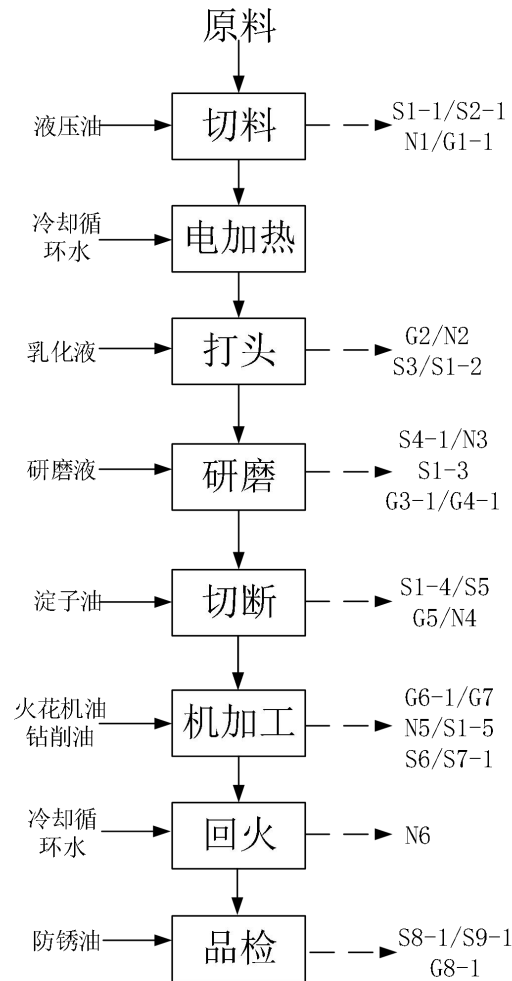 原料
液压油
切料
S1-1/S2-1
N1/G1-1
冷却循
环水
电加热
乳化液
打头
G2/N2
S3/S1-2
研磨液
研磨
S4-1/N3
S1-3
G3-1/G4-1
淀子油
切断
S1-4/S5
G5/N4
火花机油
钻削油
机加工
G6-1/G7
N5/S1-5
S6/S7-1
冷却循
环水
回火
N6
防锈油
品检
S8-1/S9-1
G8-1